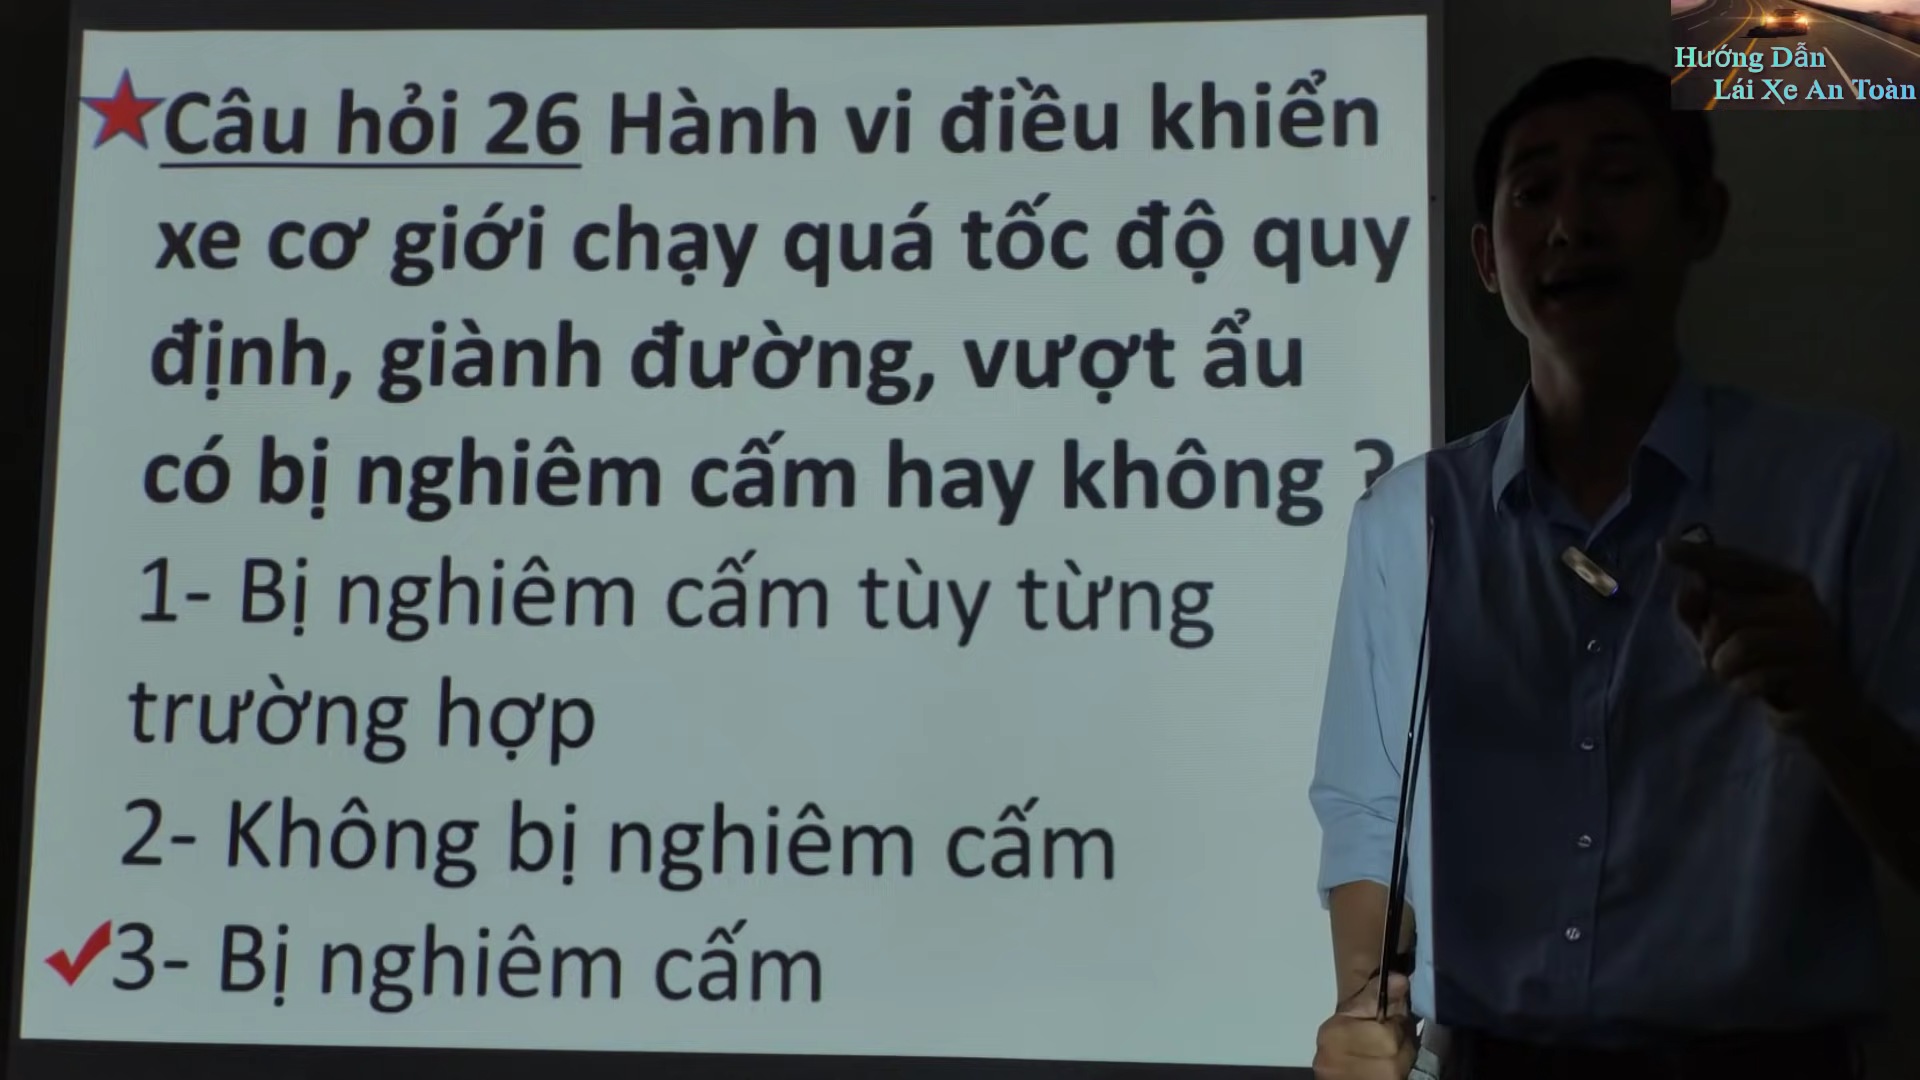 Hướng Dẫn
Lái Xe An Toàn
Câu hỏi 26 Hành vi điều khiển
xe cơ giới chạy quá tốc độ quy
định, giành đường, vượt ẩu
có bị nghiêm cấm hay không ?
1- Bị nghiêm cấm tùy từng
trường hợp
2- Không bị nghiêm cấm
3- Bị nghiêm cấm